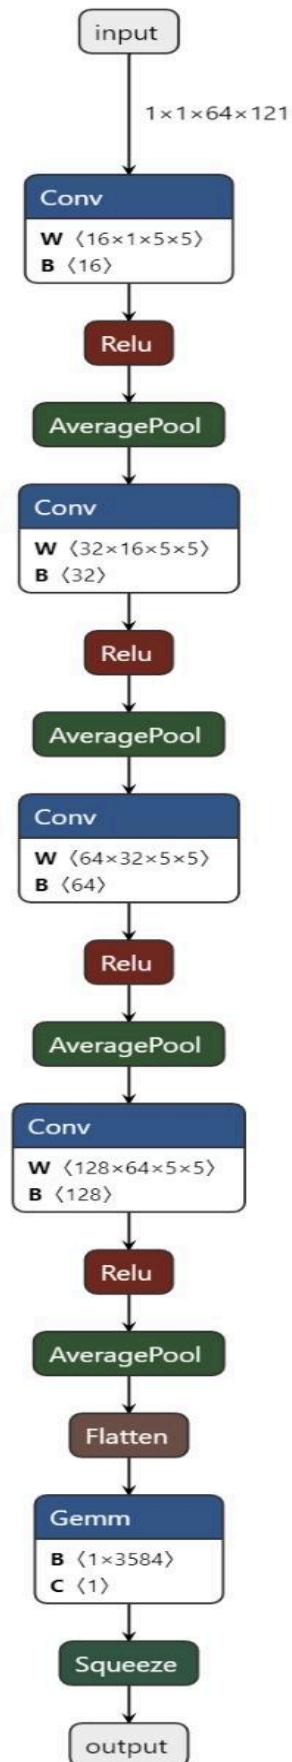 input
1×1×64×121
Conv
W ⟨16×1×5×5⟩
B ⟨16⟩
Relu
AveragePool
Conv
W ⟨32×16×5×5⟩
B ⟨32⟩
Relu
AveragePool
Conv
W ⟨64×32×5×5⟩
B ⟨64⟩
Relu
AveragePool
Conv
W ⟨128×64×5×5⟩
B ⟨128⟩
Relu
AveragePool
Flatten
Gemm
B ⟨1×3584⟩
C ⟨1⟩
Squeeze
output